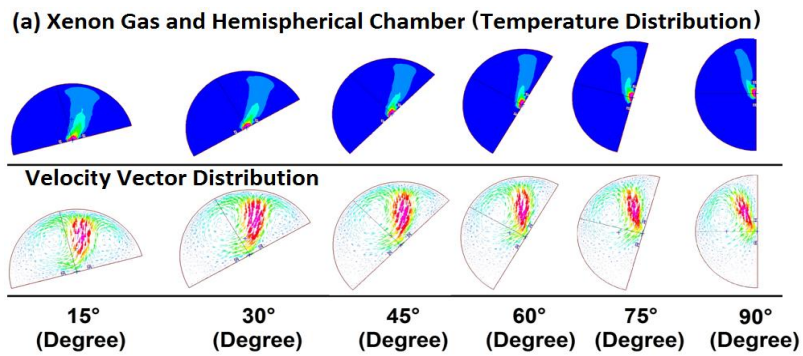 (a) Xenon Gas and Hemispherical Chamber (Temperature Distribution)
Velocity Vector Distribution
15° 30° 45° 60° 75° 90°
(Degree) (Degree) (Degree) (Degree) (Degree) (Degree)